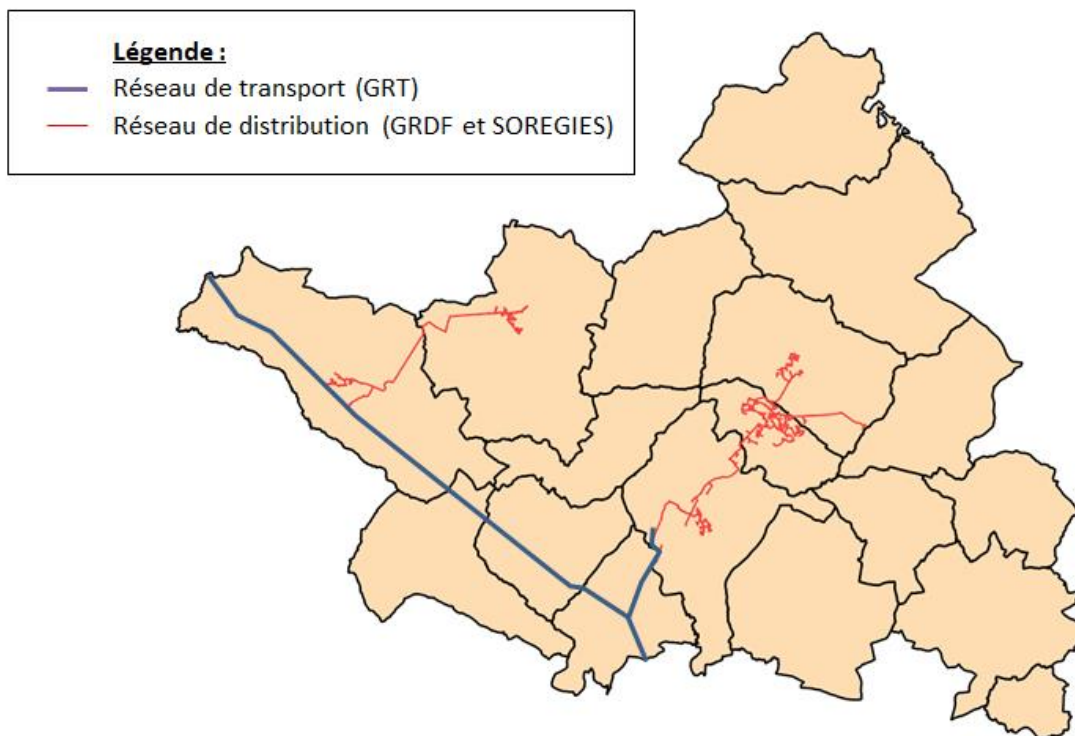 Légende :
Réseau de transport (GRT)
Réseau de distribution (GRDF et SOREGIES)